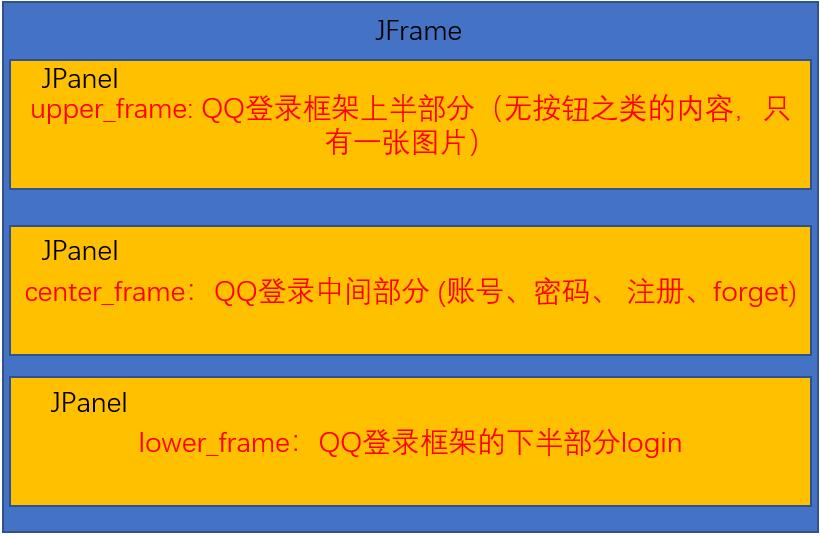 JFrame
JPanel
upper_frame: QQ登录框架上半部分（无按钮之类的内容，只
有一张图片）
JPanel
center_frame： QQ登录中间部分 (账号、密码、 注册、forget)
JPanel
lower_frame： QQ登录框架的下半部分login